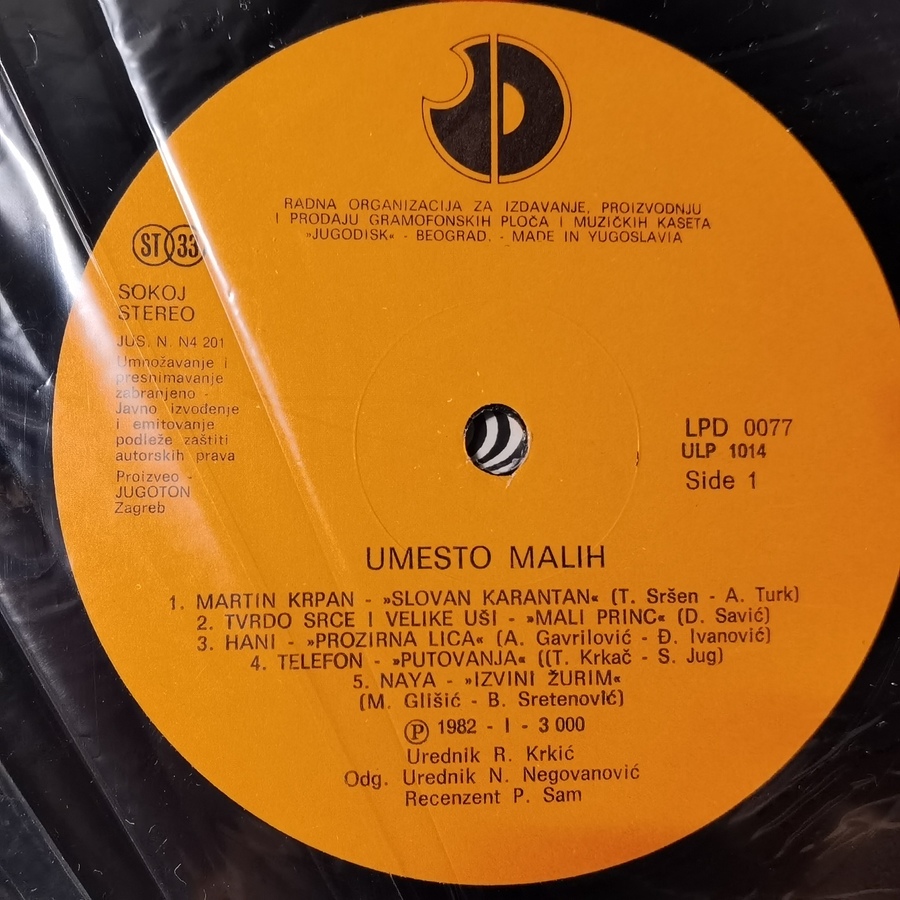 RADNA ORGANIZACIJA ZA IZDAVANJE, PROIZVODNJU
I PRODAJU GRAMOFONSKIH PLOČA I MUZIČKIH KASETA
»JUGODISK« - BEOGRAD. - MADE IN YUGOSLAVIA
ST 33
SOKOJ
STEREO
JUS. N. N4 201
Umnožavanje i
presnimavanje
zabranjeno -
Javno izvođenje
i emitovanje
podleže zaštiti
autorskih prava
Proizveo -
JUGOTON
Zagreb
LPD 0077
ULP 1014
Side 1
UMESTO MALIH
1. MARTIN KRPAN - »SLOVAN KARANTAN« (T. Sršen - A. Turk)
2. TVRDO SRCE I VELIKE UŠI - »MALI PRINC« (D. Savić)
3. HANI - »PROZIRNA LICA« (A. Gavrilović - Đ. Ivanović)
4. TELEFON - »PUTOVANJA« ((T. Krkač - S. Jug)
5. NAYA - »IZVINI ŽURIM«
(M. Glišić - B. Sretenović)
Ⓟ 1982 - I - 3 000
Urednik R. Krkić
Odg. Urednik N. Negovanović
Recenzent P. Sam